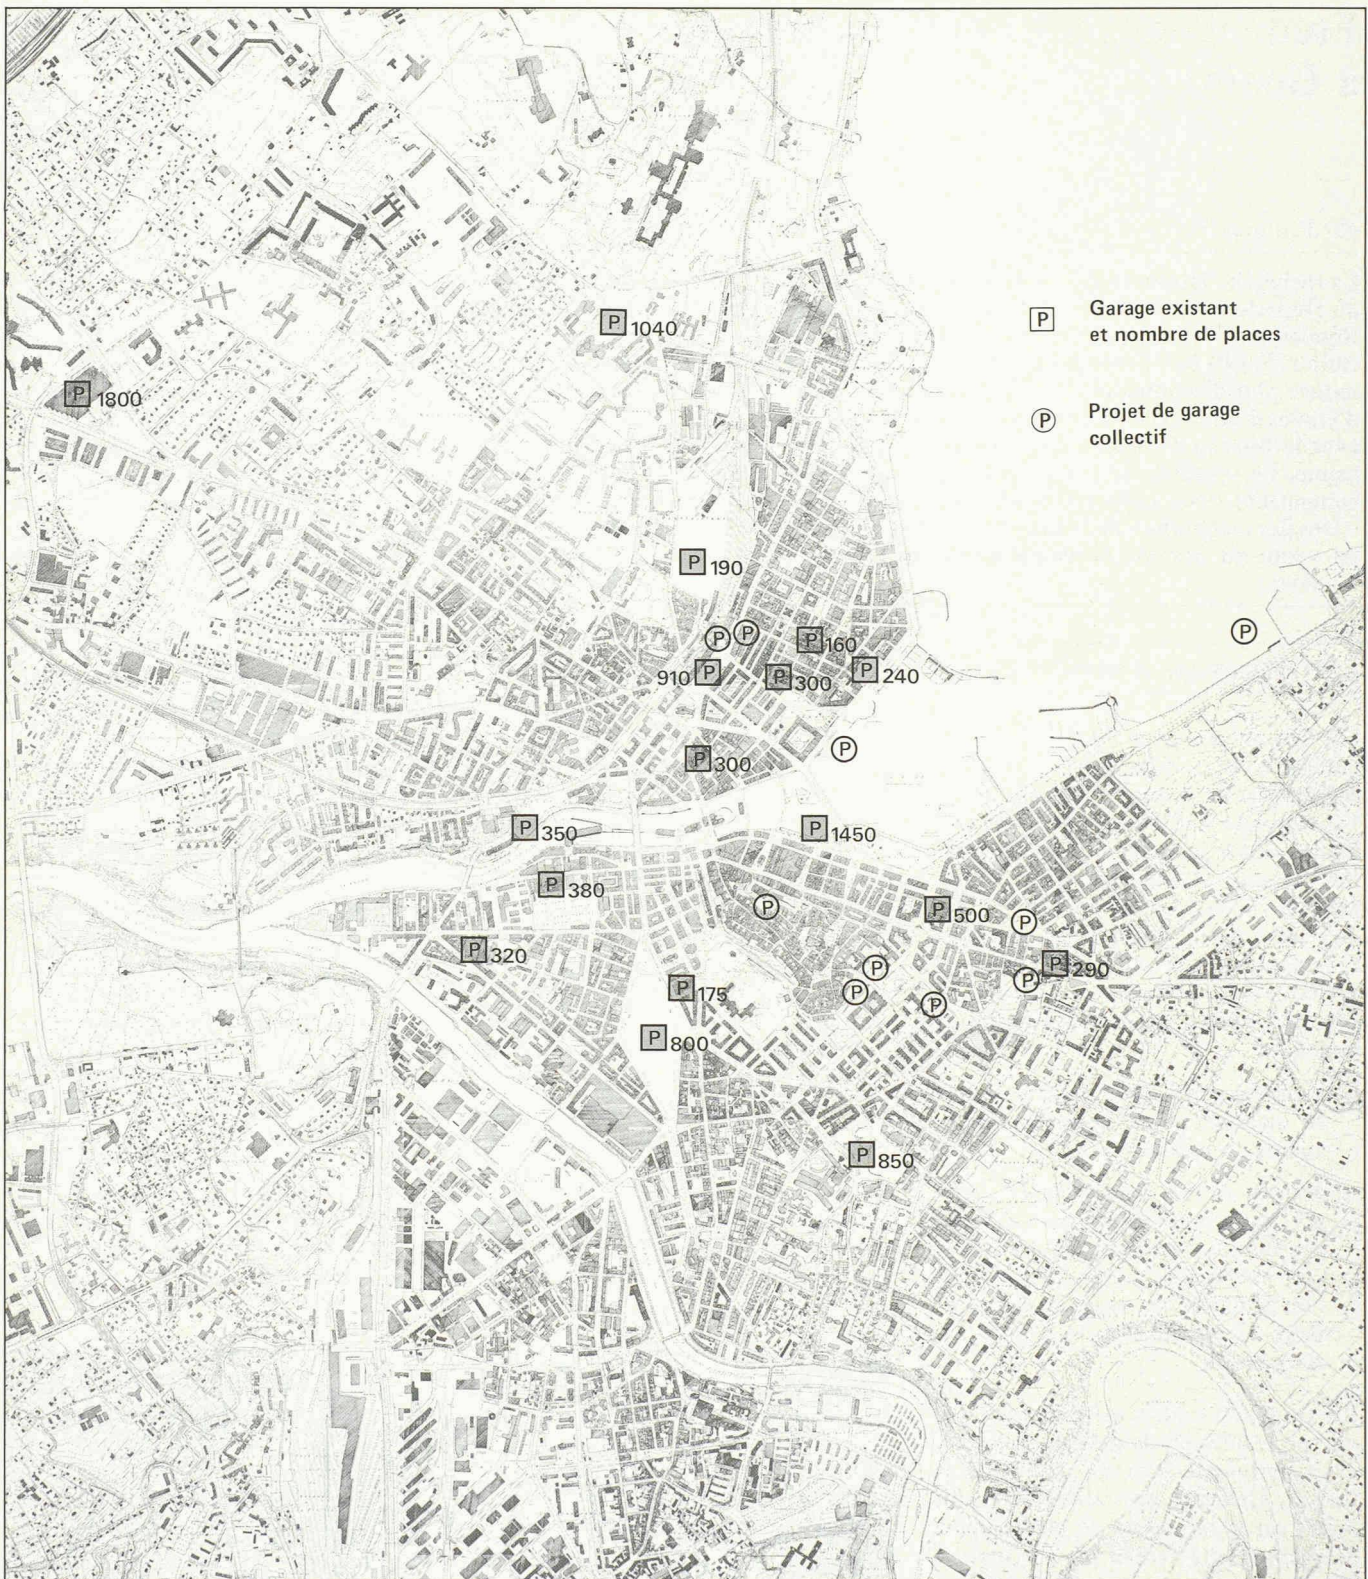 Garage existant
P et nombre de places
P Projet de garage
collectif
P 1040
P 1800
P 190
P P
P 160
910 P
P 300
P 240
P
P
P 300
P 350
P 1450
P 380
P
P 500
P
P 320
P
P 290
P
P 175
P
P
P 800
P 850